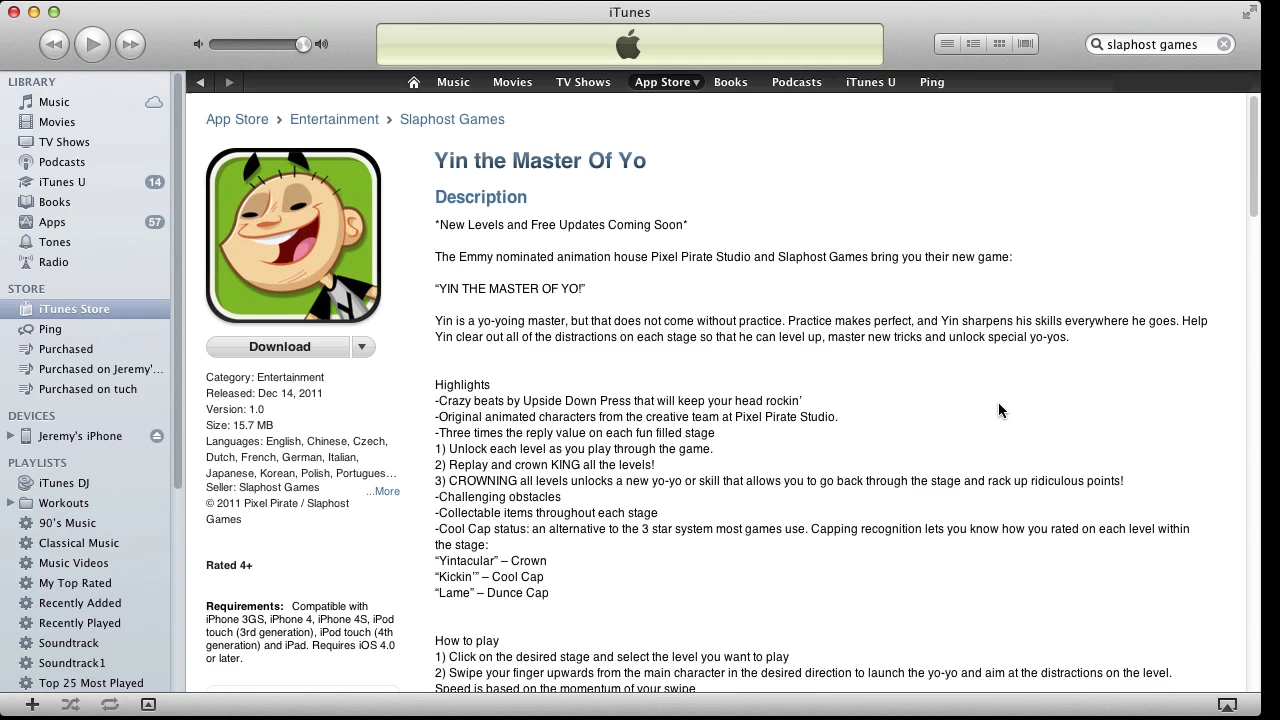 iTunes
slaphost games
LIBRARY
Music
Movies
TV Shows
Podcasts
iTunes U 14
Books
Apps 57
Tones
Radio
STORE
iTunes Store
Ping
Purchased
Purchased on Jeremy'...
Purchased on tuch
DEVICES
Jeremy's iPhone
PLAYLISTS
iTunes DJ
Workouts
90's Music
Classical Music
Music Videos
My Top Rated
Recently Added
Recently Played
Soundtrack
Soundtrack1
Top 25 Most Played
Music Movies TV Shows App Store Books Podcasts iTunes U Ping
App Store > Entertainment > Slaphost Games
Download
Category: Entertainment
Released: Dec 14, 2011
Version: 1.0
Size: 15.7 MB
Languages: English, Chinese, Czech,
Dutch, French, German, Italian,
Japanese, Korean, Polish, Portugues...
Seller: Slaphost Games
...More
© 2011 Pixel Pirate / Slaphost
Games
Rated 4+
Requirements: Compatible with
iPhone 3GS, iPhone 4, iPhone 4S, iPod
touch (3rd generation), iPod touch (4th
generation) and iPad. Requires iOS 4.0
or later.
Yin the Master Of Yo
Description
*New Levels and Free Updates Coming Soon*
The Emmy nominated animation house Pixel Pirate Studio and Slaphost Games bring you their new game:
“YIN THE MASTER OF YO!”
Yin is a yo-yoing master, but that does not come without practice. Practice makes perfect, and Yin sharpens his skills everywhere he goes. Help
Yin clear out all of the distractions on each stage so that he can level up, master new tricks and unlock special yo-yos.
Highlights
-Crazy beats by Upside Down Press that will keep your head rockin’
-Original animated characters from the creative team at Pixel Pirate Studio.
-Three times the reply value on each fun filled stage
1) Unlock each level as you play through the game.
2) Replay and crown KING all the levels!
3) CROWNING all levels unlocks a new yo-yo or skill that allows you to go back through the stage and rack up ridiculous points!
-Challenging obstacles
-Collectable items throughout each stage
-Cool Cap status: an alternative to the 3 star system most games use. Capping recognition lets you know how you rated on each level within
the stage:
“Yintacular” – Crown
“Kickin’” – Cool Cap
“Lame” – Dunce Cap
How to play
1) Click on the desired stage and select the level you want to play
2) Swipe your finger upwards from the main character in the desired direction to launch the yo-yo and aim at the distractions on the level.
Speed is based on the momentum of your swipe